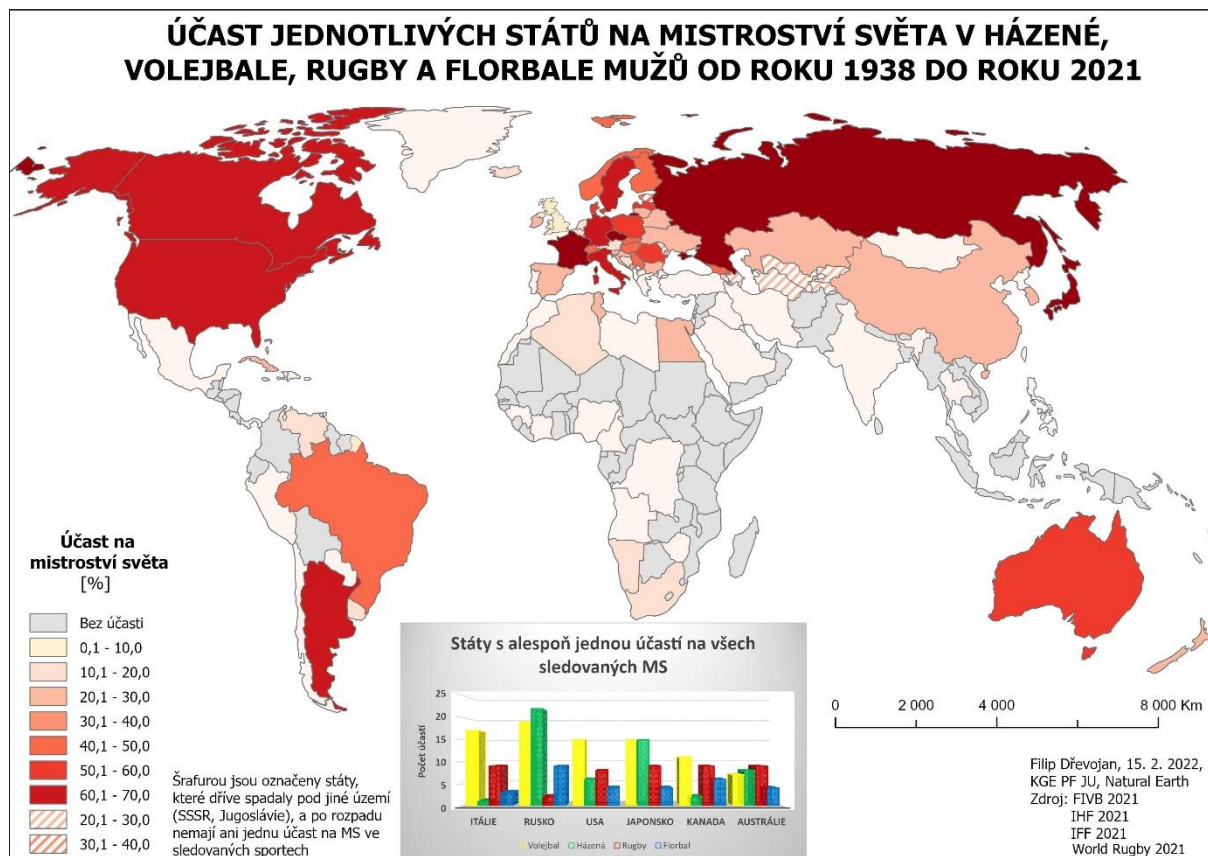 ÚČAST JEDNOTLIVÝCH STÁTŮ NA MISTROSTVÍ SVĚTA V HÁZENÉ,
VOLEJBALE, RUGBY A FLORBALE MUŽŮ OD ROKU 1938 DO ROKU 2021
Účast na
mistroství světa
[%]
Bez účasti
0,1 - 10,0
10,1 - 20,0
20,1 - 30,0
30,1 - 40,0
40,1 - 50,0
50,1 - 60,0
60,1 - 70,0
20,1 - 30,0
30,1 - 40,0
Šrafurou jsou označeny státy,
které dříve spadaly pod jiné území
(SSSR, Jugoslávie), a po rozpadu
nemají ani jednu účast na MS ve
sledovaných sportech
Státy s alespoň jednou účastí na všech
sledovaných MS
Počet účastí
25
20
15
10
5
0
ITÁLIE RUSKO USA JAPONSKO KANADA AUSTRÁLIE
Volejbal Házená Rugby Florbal
0 2 000 4 000 8 000 Km
Filip Dřevojan, 15. 2. 2022,
KGE PF JU, Natural Earth
Zdroj: FIVB 2021
IHF 2021
IFF 2021
World Rugby 2021